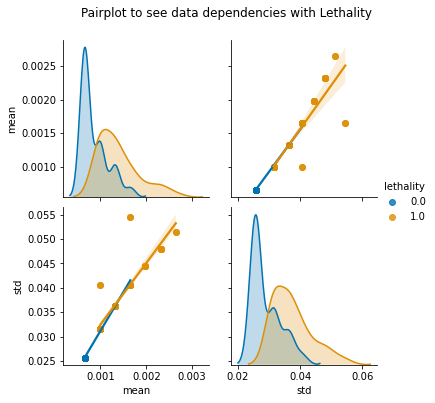 Pairplot to see data dependencies with Lethality
0.0025
0.0020
0.0015
0.0010
mean
lethality
0.0
1.0
0.055
0.050
0.045
0.040
0.035
0.030
0.025
std
0.001 0.002 0.003
mean
0.02 0.04 0.06
std